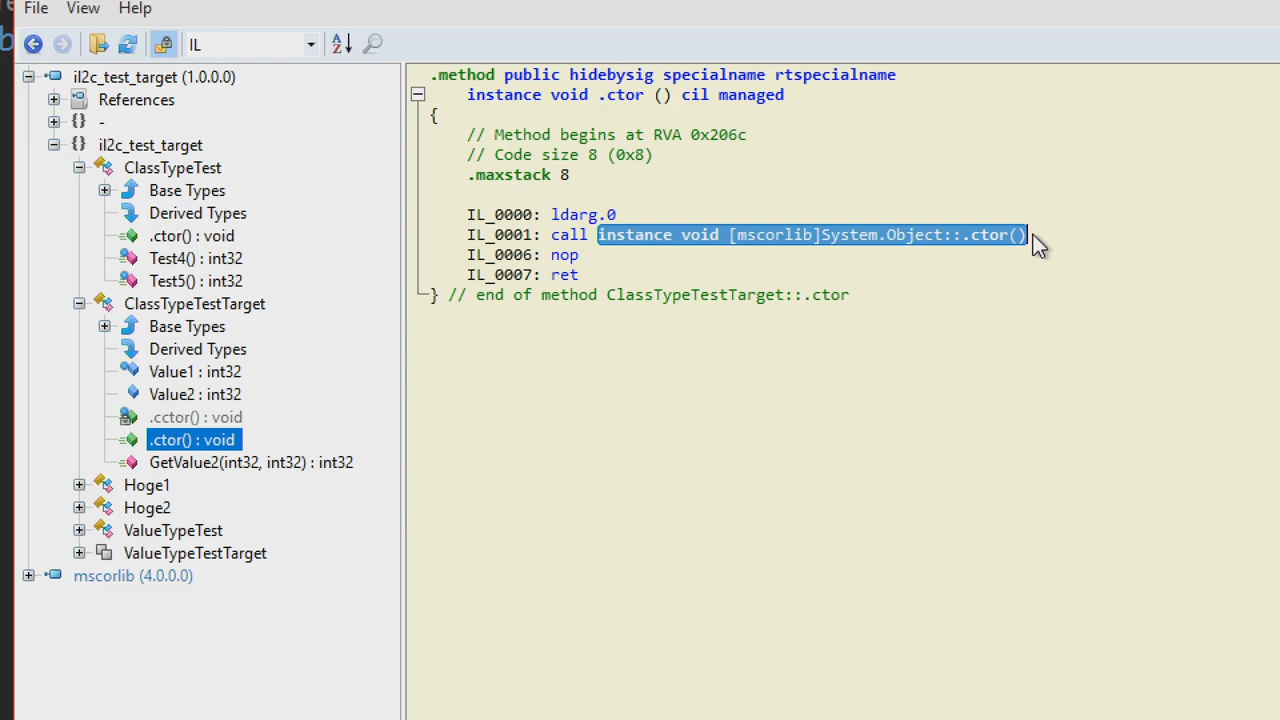 File View Help
IL
il2c_test_target (1.0.0.0)
References
-
il2c_test_target
ClassTypeTest
Base Types
Derived Types
.ctor() : void
Test4() : int32
Test5() : int32
ClassTypeTestTarget
Base Types
Derived Types
Value1 : int32
Value2 : int32
.cctor() : void
.ctor() : void
GetValue2(int32, int32) : int32
Hoge1
Hoge2
ValueTypeTest
ValueTypeTestTarget
mscorlib (4.0.0.0)
.method public hidebysig specialname rtspecialname
instance void .ctor () cil managed
{
// Method begins at RVA 0x206c
// Code size 8 (0x8)
.maxstack 8
IL_0000: ldarg.0
IL_0001: call instance void [mscorlib]System.Object::.ctor()
IL_0006: nop
IL_0007: ret
} // end of method ClassTypeTestTarget::.ctor